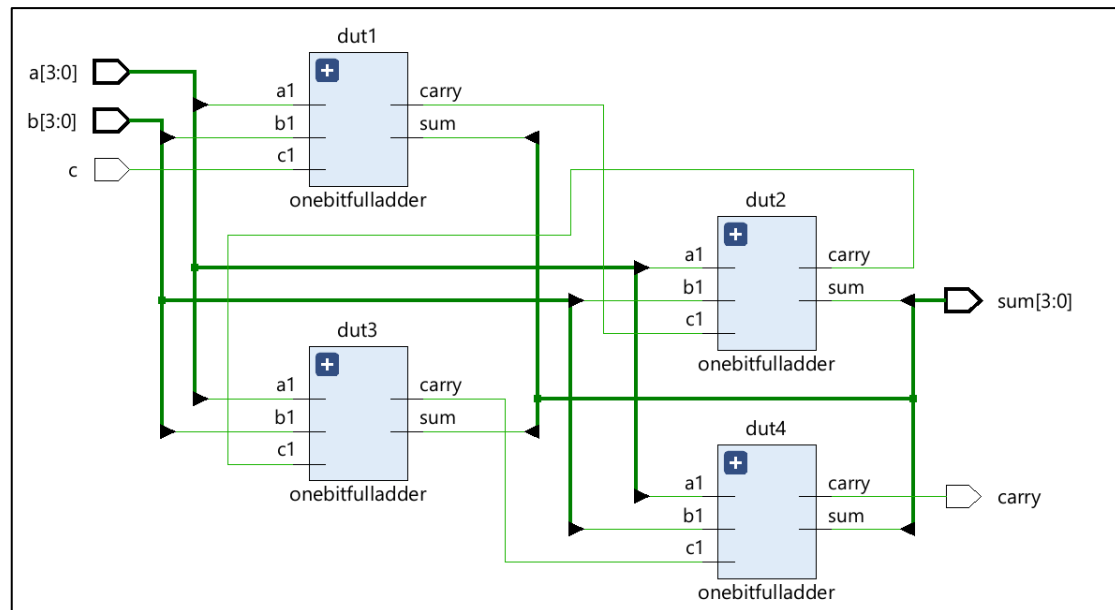 a[3:0]
b[3:0]
c
dut1
a1
b1
c1
carry
sum
onebitfulladder
dut2
a1
b1
c1
carry
sum
onebitfulladder
sum[3:0]
dut3
a1
b1
c1
carry
sum
onebitfulladder
dut4
a1
b1
c1
carry
sum
onebitfulladder
carry